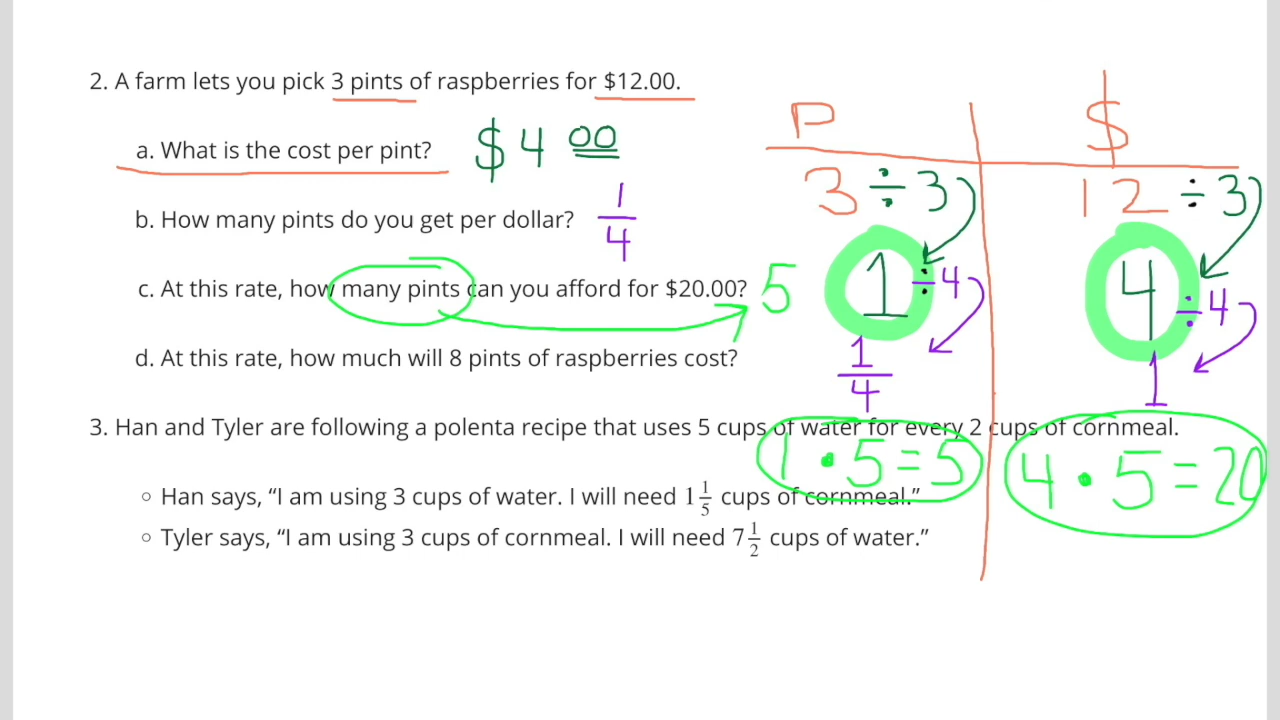 2. A farm lets you pick 3 pints of raspberries for $12.00.
P $
a. What is the cost per pint? $4 00
3 ÷ 3 12 ÷ 3
b. How many pints do you get per dollar? 1/4
c. At this rate, how many pints can you afford for $20.00? 5
1 ÷ 4 4 ÷ 4
d. At this rate, how much will 8 pints of raspberries cost?
1/4 1
3. Han and Tyler are following a polenta recipe that uses 5 cups of water for every 2 cups of cornmeal.
1 • 5 = 5 4 • 5 = 20
◦ Han says, “I am using 3 cups of water. I will need 1 1/5 cups of cornmeal.”
◦ Tyler says, “I am using 3 cups of cornmeal. I will need 7 1/2 cups of water.”